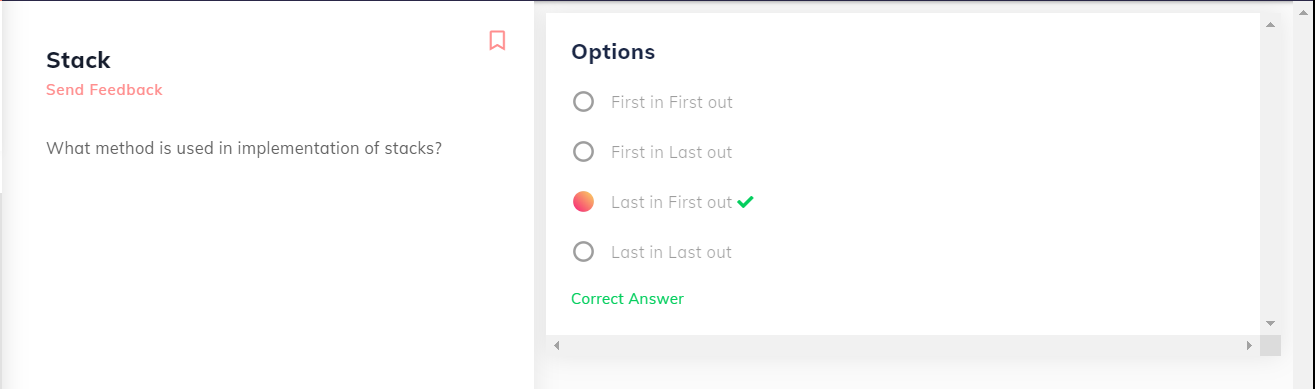 Stack
Send Feedback
What method is used in implementation of stacks?
Options
First in First out
First in Last out
Last in First out
Last in Last out
Correct Answer